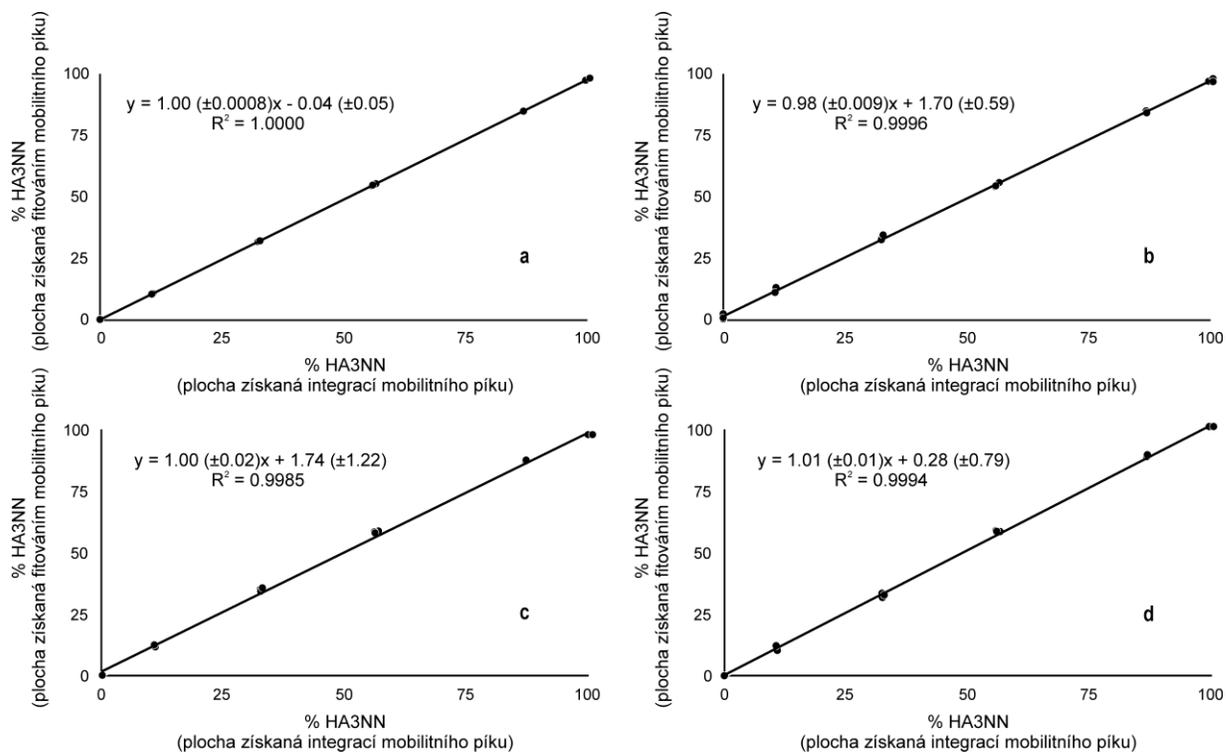 % HA3NN
(plocha získaná fitováním mobilitního píku)
100
75
50
25
0
y = 1.00 (±0.0008)x - 0.04 (±0.05)
R² = 1.0000
a
0 25 50 75 100
% HA3NN
(plocha získaná integrací mobilitního píku)
% HA3NN
(plocha získaná fitováním mobilitního píku)
100
75
50
25
0
y = 0.98 (±0.009)x + 1.70 (±0.59)
R² = 0.9996
b
0 25 50 75 100
% HA3NN
(plocha získaná integrací mobilitního píku)
% HA3NN
(plocha získaná fitováním mobilitního píku)
100
75
50
25
0
y = 1.00 (±0.02)x + 1.74 (±1.22)
R² = 0.9985
c
0 25 50 75 100
% HA3NN
(plocha získaná integrací mobilitního píku)
% HA3NN
(plocha získaná fitováním mobilitního píku)
100
75
50
25
0
y = 1.01 (±0.01)x + 0.28 (±0.79)
R² = 0.9994
d
0 25 50 75 100
% HA3NN
(plocha získaná integrací mobilitního píku)